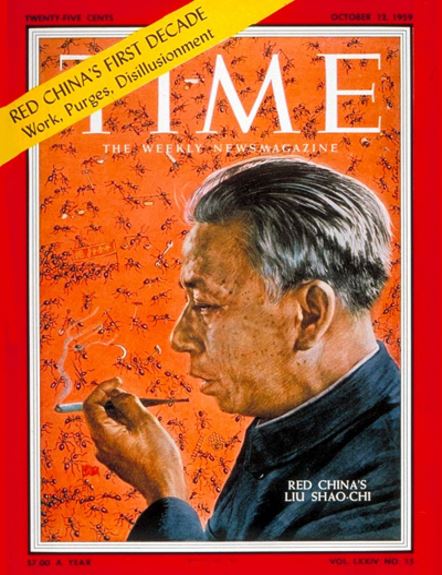 TWENTY-FIVE CENTS
OCTOBER 12, 1959
RED CHINA'S FIRST DECADE
Work, Purges, Disillusionment
TIME
THE WEEKLY NEWSMAGAZINE
RED CHINA'S
LIU SHAO-CHI
$7.00 A YEAR
VOL. LXXIV NO. 15